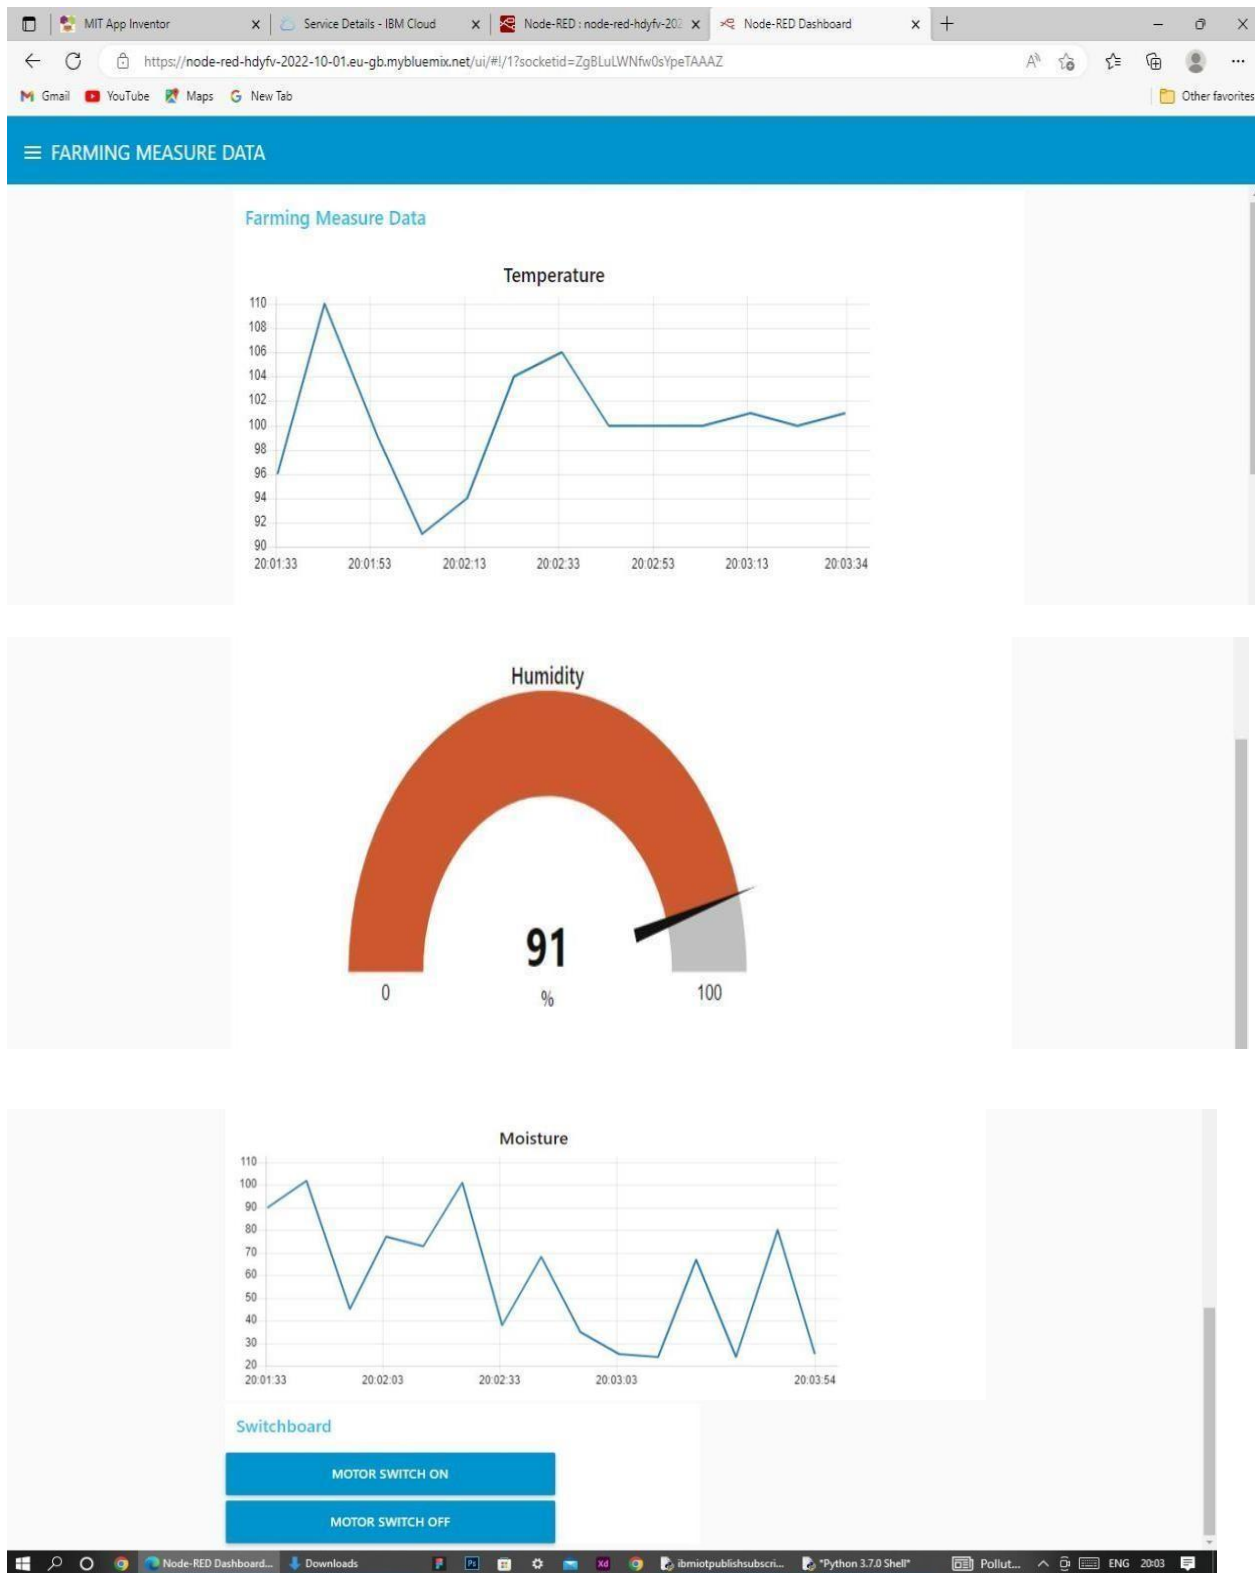 MIT App Inventor
Service Details - IBM Cloud
Node-RED : node-red-hdyfv-202
Node-RED Dashboard
https://node-red-hdyfv-2022-10-01.eu-gb.mybluemix.net/ui/#!/1?socketid=ZgBLuLWNfw0sYpeTAAAZ
Gmail YouTube Maps New Tab Other favorites
FARMING MEASURE DATA
Farming Measure Data
Temperature
110
108
106
104
102
100
98
96
94
92
90
20:01:33 20:01:53 20:02:13 20:02:33 20:02:53 20:03:13 20:03:34
Humidity
91
0 % 100
Moisture
110
100
90
80
70
60
50
40
30
20
20:01:33 20:02:03 20:02:33 20:03:03 20:03:54
Switchboard
MOTOR SWITCH ON
MOTOR SWITCH OFF
Node-RED Dashboard... Downloads Ps Xd ibmiotpublishsubscri... *Python 3.7.0 Shell* Pollut... ENG 20:03